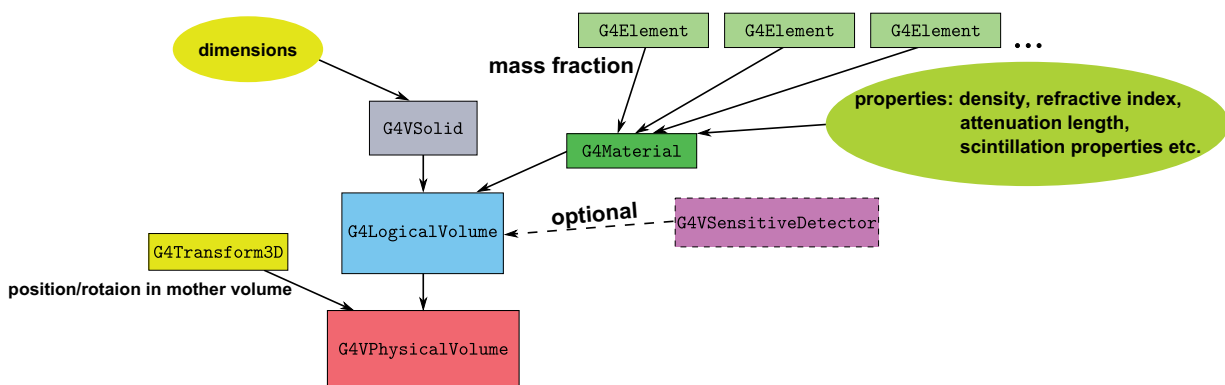 G4Element
G4Element
G4Element
...
dimensions
mass fraction
properties: density, refractive index,
attenuation length,
scintillation properties etc.
G4VSolid
G4Material
G4LogicalVolume
optional
G4VSensitiveDetector
G4Transform3D
position/rotaion in mother volume
G4VPhysicalVolume